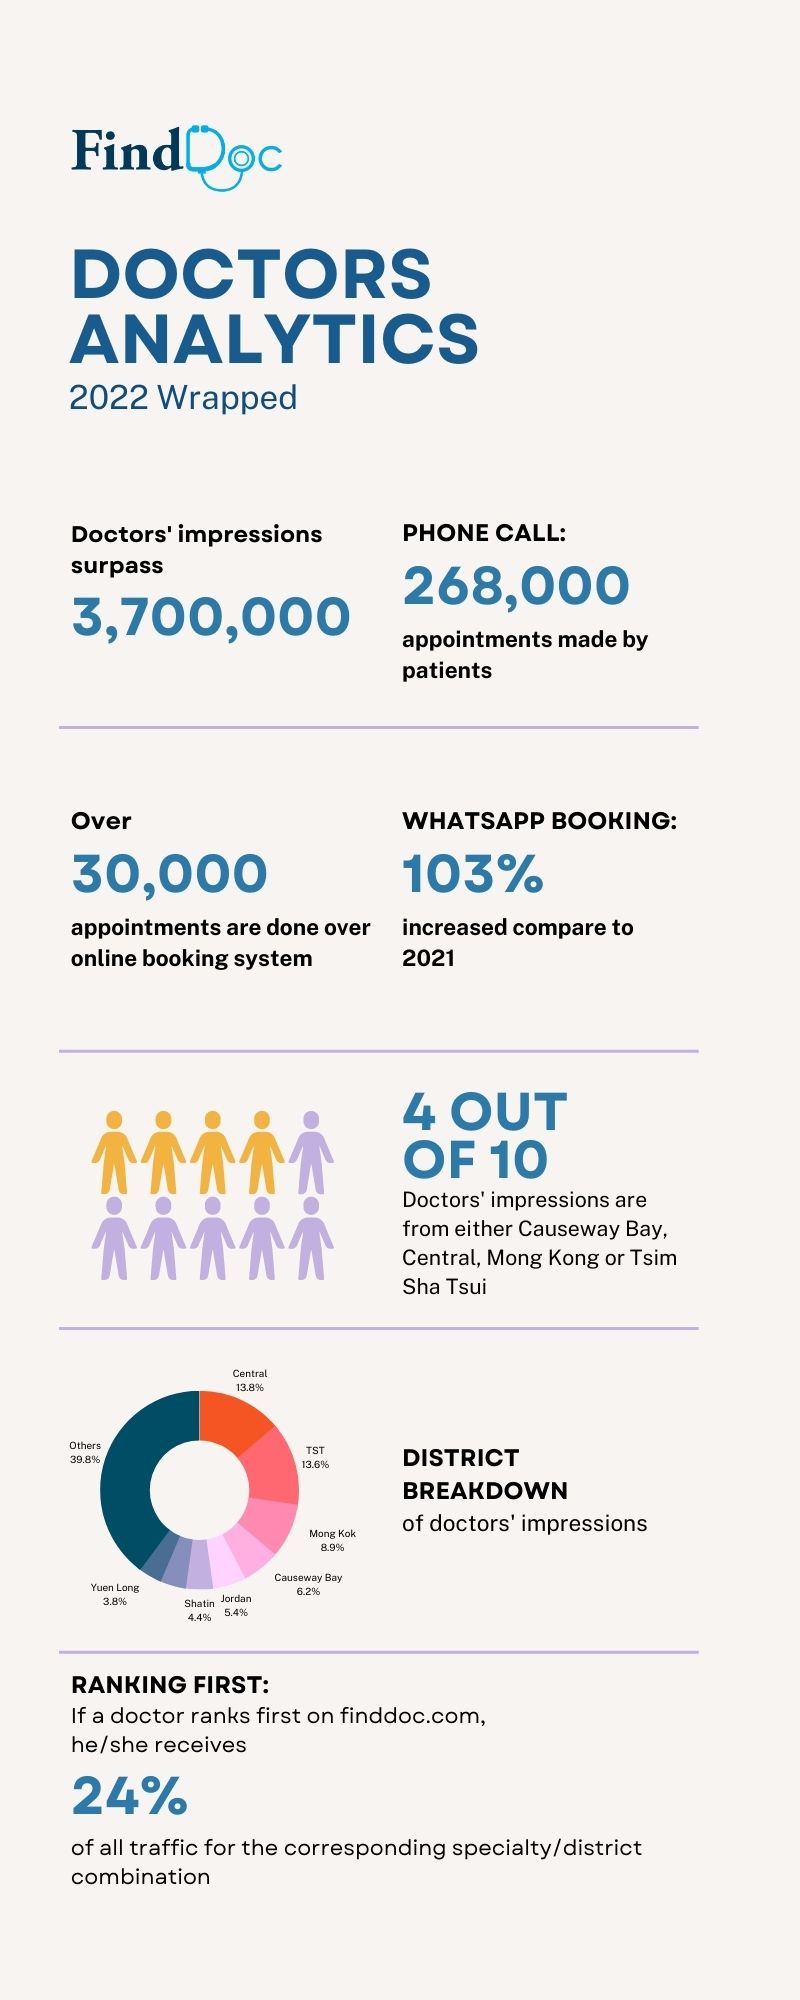 FindDoc
DOCTORS
ANALYTICS
2022 Wrapped
Doctors' impressions
surpass
3,700,000
PHONE CALL:
268,000
appointments made by
patients
Over
30,000
appointments are done over
online booking system
WHATSAPP BOOKING:
103%
increased compare to
2021
4 OUT
OF 10
Doctors' impressions are
from either Causeway Bay,
Central, Mong Kong or Tsim
Sha Tsui
Central
13.8%
TST
13.6%
Mong Kok
8.9%
Causeway Bay
6.2%
Jordan
5.4%
Shatin
4.4%
Yuen Long
3.8%
Others
39.8%
DISTRICT
BREAKDOWN
of doctors' impressions
RANKING FIRST:
If a doctor ranks first on finddoc.com,
he/she receives
24%
of all traffic for the corresponding specialty/district
combination